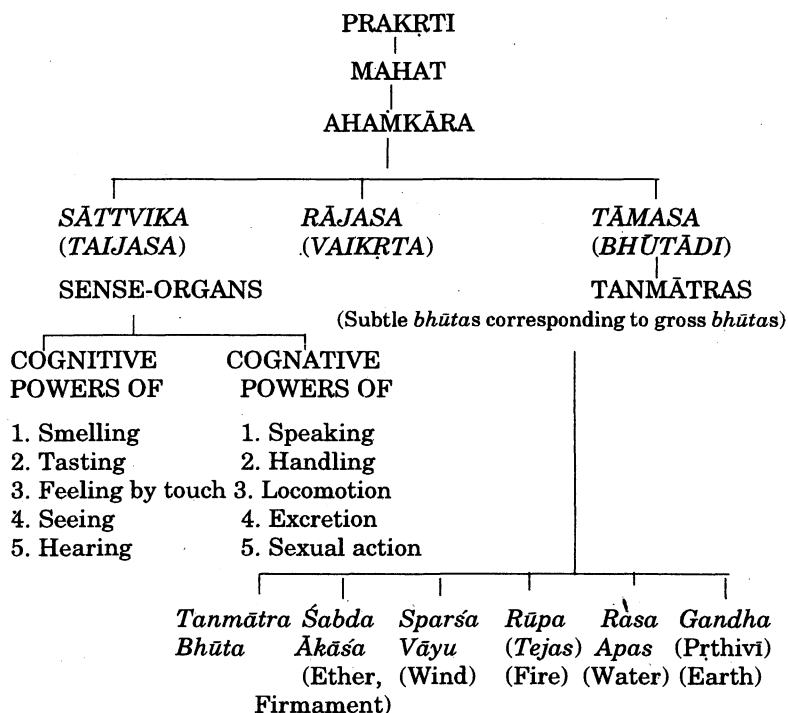 PRAKṚTI
MAHAT
AHAṀKĀRA
SĀTTVIKA RĀJASA TĀMASA
(TAIJASA) (VAIKṚTA) (BHŪTĀDI)
SENSE-ORGANS TANMĀTRAS
(Subtle bhūtas corresponding to gross bhūtas)
COGNITIVE COGNATIVE
POWERS OF POWERS OF
1. Smelling 1. Speaking
2. Tasting 2. Handling
3. Feeling by touch 3. Locomotion
4. Seeing 4. Excretion
5. Hearing 5. Sexual action
Tanmātra Śabda Sparśa Rūpa Rasa Gandha
Bhūta Ākāśa Vāyu (Tejas) Apas (Pṛthivī)
(Ether, (Wind) (Fire) (Water) (Earth)
Firmament)